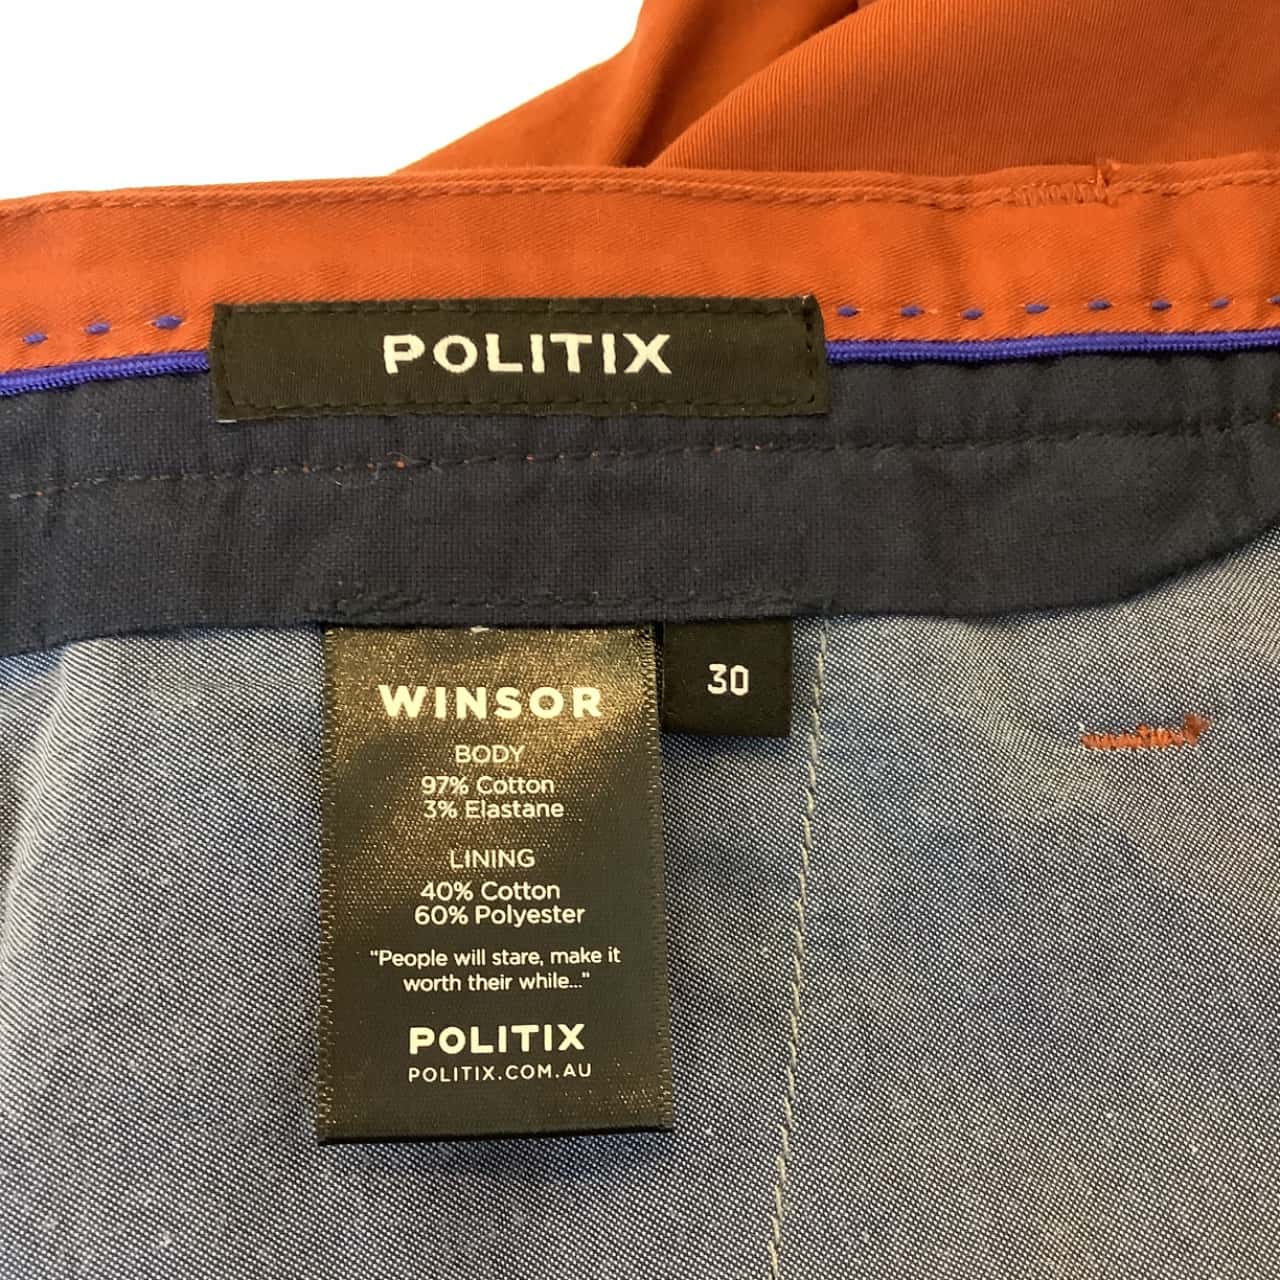 POLITIX
WINSOR
30
BODY
97% Cotton
3% Elastane
LINING
40% Cotton
60% Polyester
"People will stare, make it
worth their while..."
POLITIX
POLITIX.COM.AU